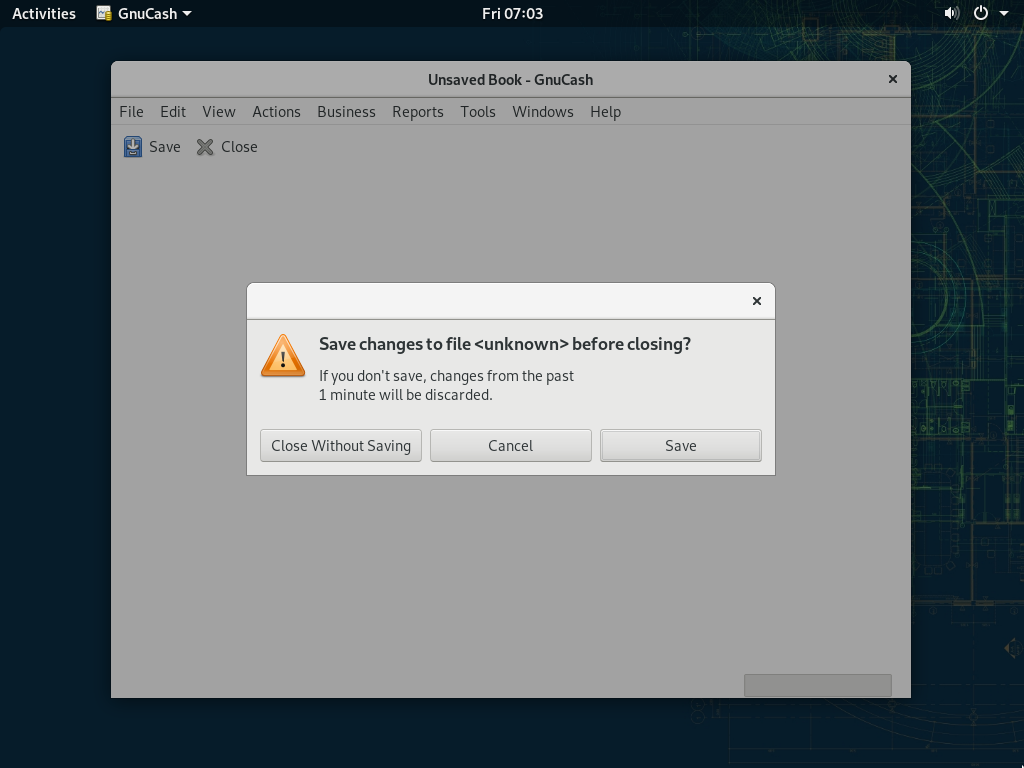 Activities GnuCash Fri 07:03
Unsaved Book - GnuCash
File Edit View Actions Business Reports Tools Windows Help
Save Close
Save changes to file <unknown> before closing?
If you don't save, changes from the past
1 minute will be discarded.
Close Without Saving Cancel Save